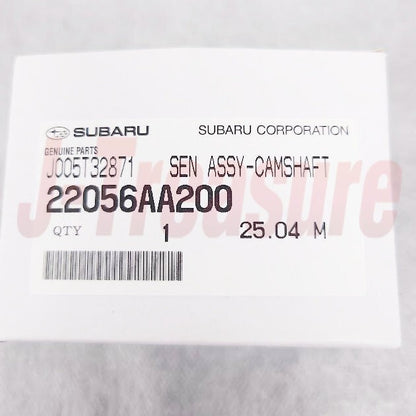 SUBARU SUBARU CORPORATION
GENUINE PARTS
J005T32871 SEN ASSY-CAMSHAFT
22056AA200
QTY 1 25.04 M
JTreasure